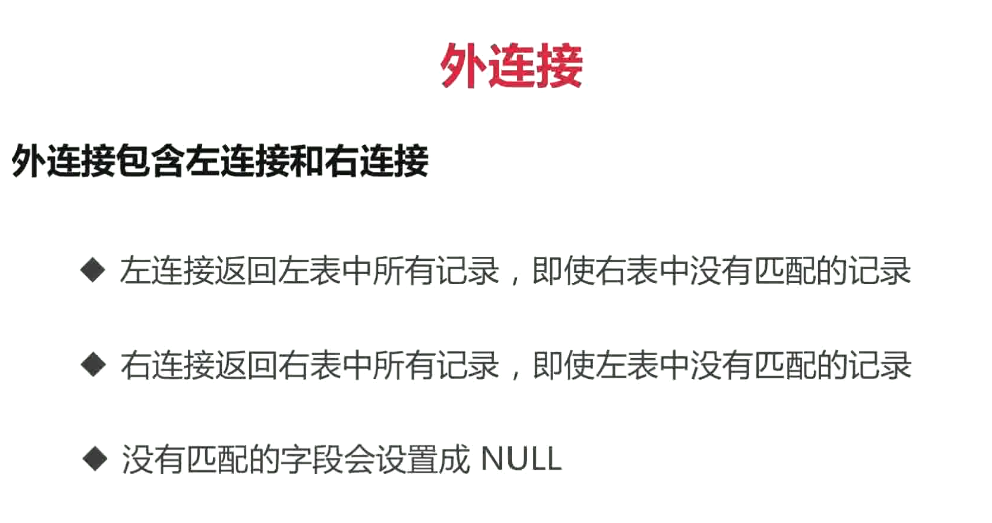 外连接
外连接包含左连接和右连接
◆ 左连接返回左表中所有记录，即使右表中没有匹配的记录
◆ 右连接返回右表中所有记录，即使左表中没有匹配的记录
◆ 没有匹配的字段会设置成 NULL